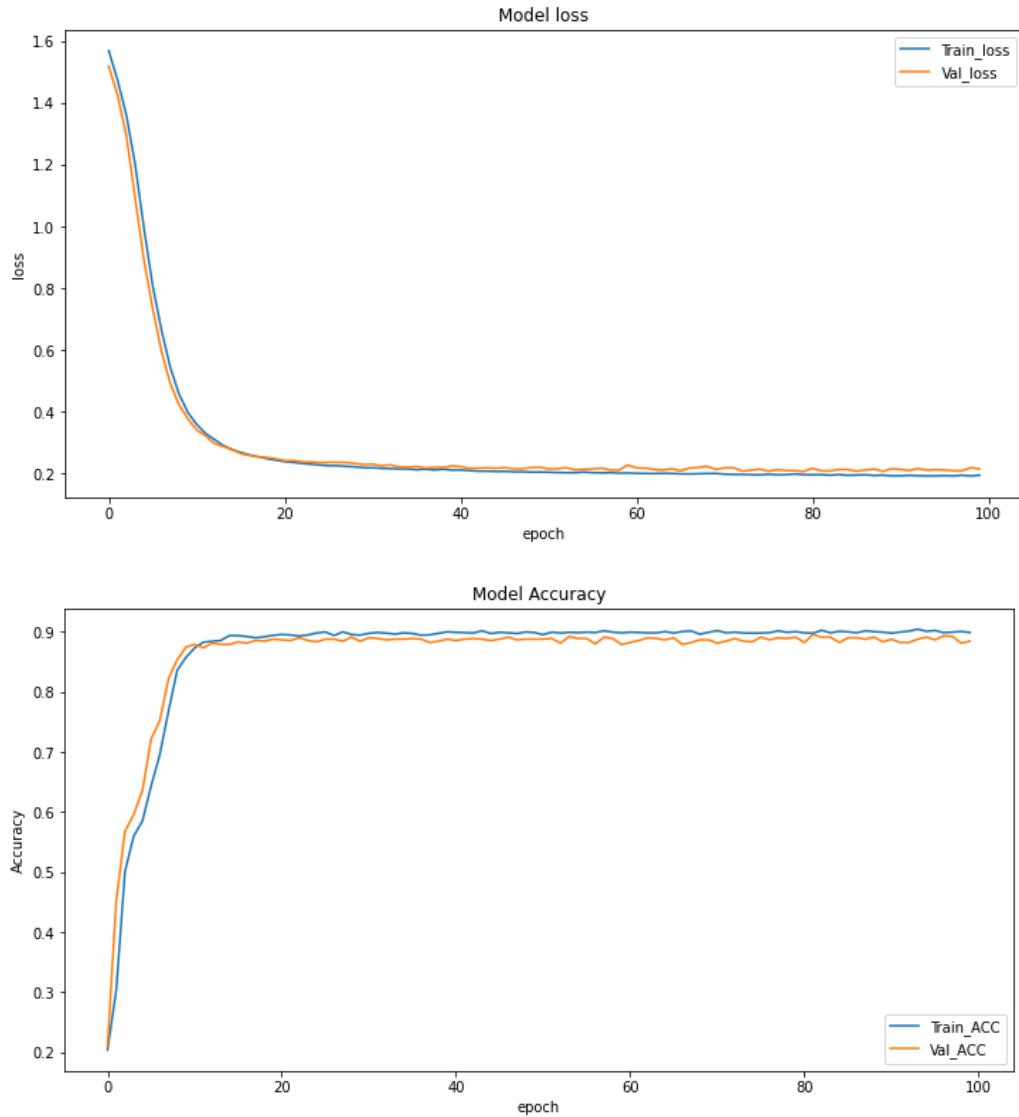 Model loss
1.6
1.4
1.2
1.0
0.8
0.6
0.4
0.2
loss
Train_loss
Val_loss
0 20 40 60 80 100
epoch
Model Accuracy
0.9
0.8
0.7
0.6
0.5
0.4
0.3
0.2
Accuracy
Train_ACC
Val_ACC
0 20 40 60 80 100
epoch